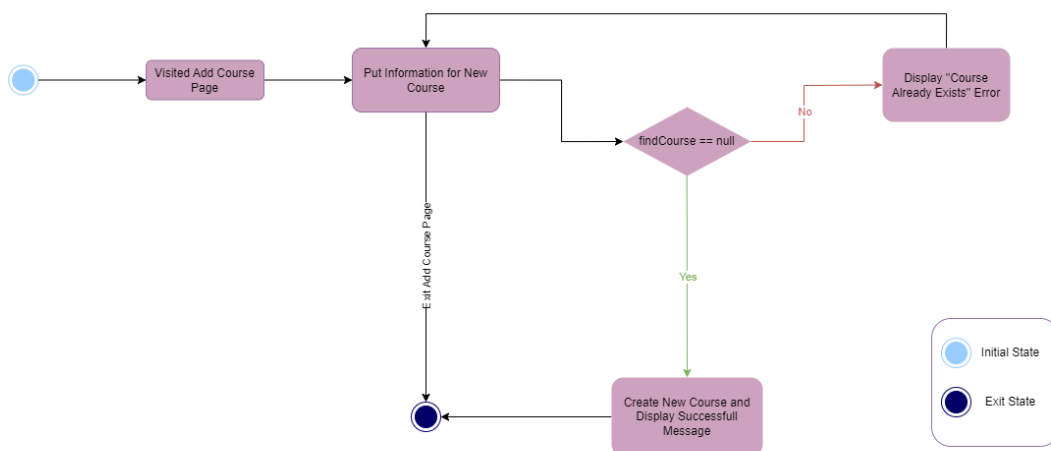 Visited Add Course
Page
Put Information for New
Course
Display "Course
Already Exists" Error
No
findCourse == null
Exit Add Course Page
Yes
Initial State
Exit State
Create New Course and
Display Successfull
Message